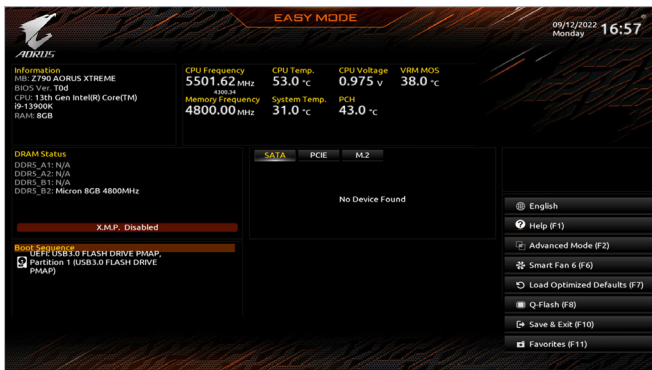 EASY MODE
09/12/2022 16:57
Monday
AORUS
Information
MB: Z790 AORUS XTREME
BIOS Ver. T0d
CPU: 13th Gen Intel(R) Core(TM)
i9-13900K
RAM: 8GB
CPU Frequency
5501.62 MHz
4300.34
CPU Temp.
53.0 °C
CPU Voltage
0.975 V
VRM MOS
38.0 °C
Memory Frequency
4800.00 MHz
System Temp.
31.0 °C
PCH
43.0 °C
DRAM Status
DDR5_A1: N/A
DDR5_A2: N/A
DDR5_B1: N/A
DDR5_B2: Micron 8GB 4800MHz
X.M.P. Disabled
SATA PCIE M.2
No Device Found
Boot Sequence
UEFI: USB3.0 FLASH DRIVE PMAP,
Partition 1 (USB3.0 FLASH DRIVE
PMAP)
English
Help (F1)
Advanced Mode (F2)
Smart Fan 6 (F6)
Load Optimized Defaults (F7)
Q-Flash (F8)
Save & Exit (F10)
Favorites (F11)